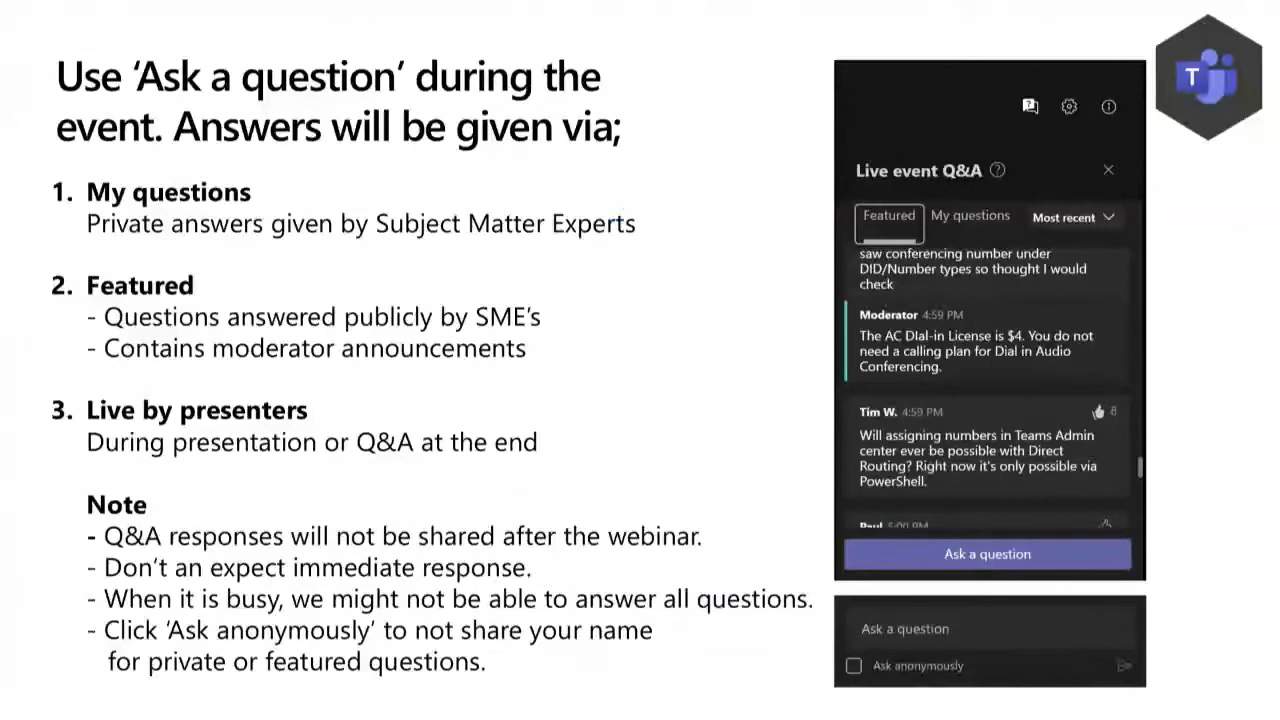 Use ‘Ask a question’ during the
event. Answers will be given via;
1. My questions
Private answers given by Subject Matter Experts
2. Featured
- Questions answered publicly by SME’s
- Contains moderator announcements
3. Live by presenters
During presentation or Q&A at the end
Note
- Q&A responses will not be shared after the webinar.
- Don’t an expect immediate response.
- When it is busy, we might not be able to answer all questions.
- Click ‘Ask anonymously’ to not share your name
for private or featured questions.
T
Live event Q&A
Featured My questions Most recent
saw conferencing number under
DID/Number types so thought I would
check
Moderator 4:59 PM
The AC DIal-in License is $4. You do not
need a calling plan for Dial in Audio
Conferencing.
Tim W. 4:59 PM 8
Will assigning numbers in Teams Admin
center ever be possible with Direct
Routing? Right now it's only possible via
PowerShell.
Paul 5:00 PM
Ask a question
Ask a question
Ask anonymously